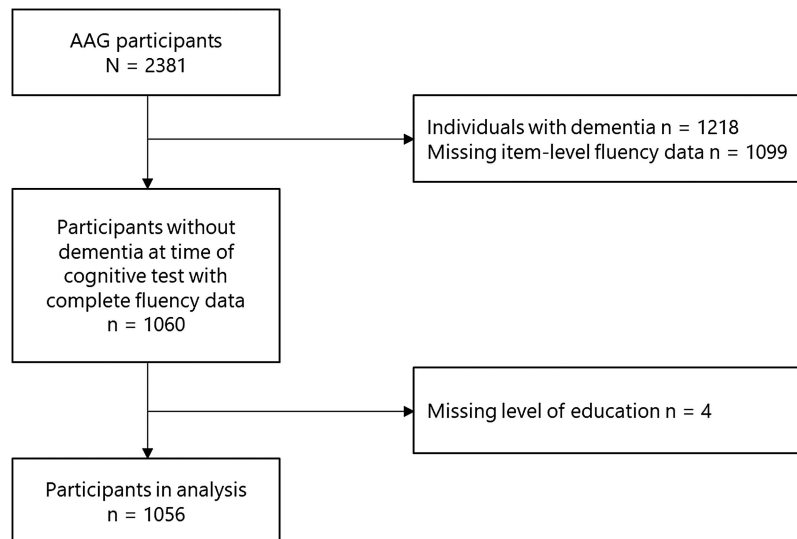 AAG participants
N = 2381
Individuals with dementia n = 1218
Missing item-level fluency data n = 1099
Participants without
dementia at time of
cognitive test with
complete fluency data
n = 1060
Missing level of education n = 4
Participants in analysis
n = 1056